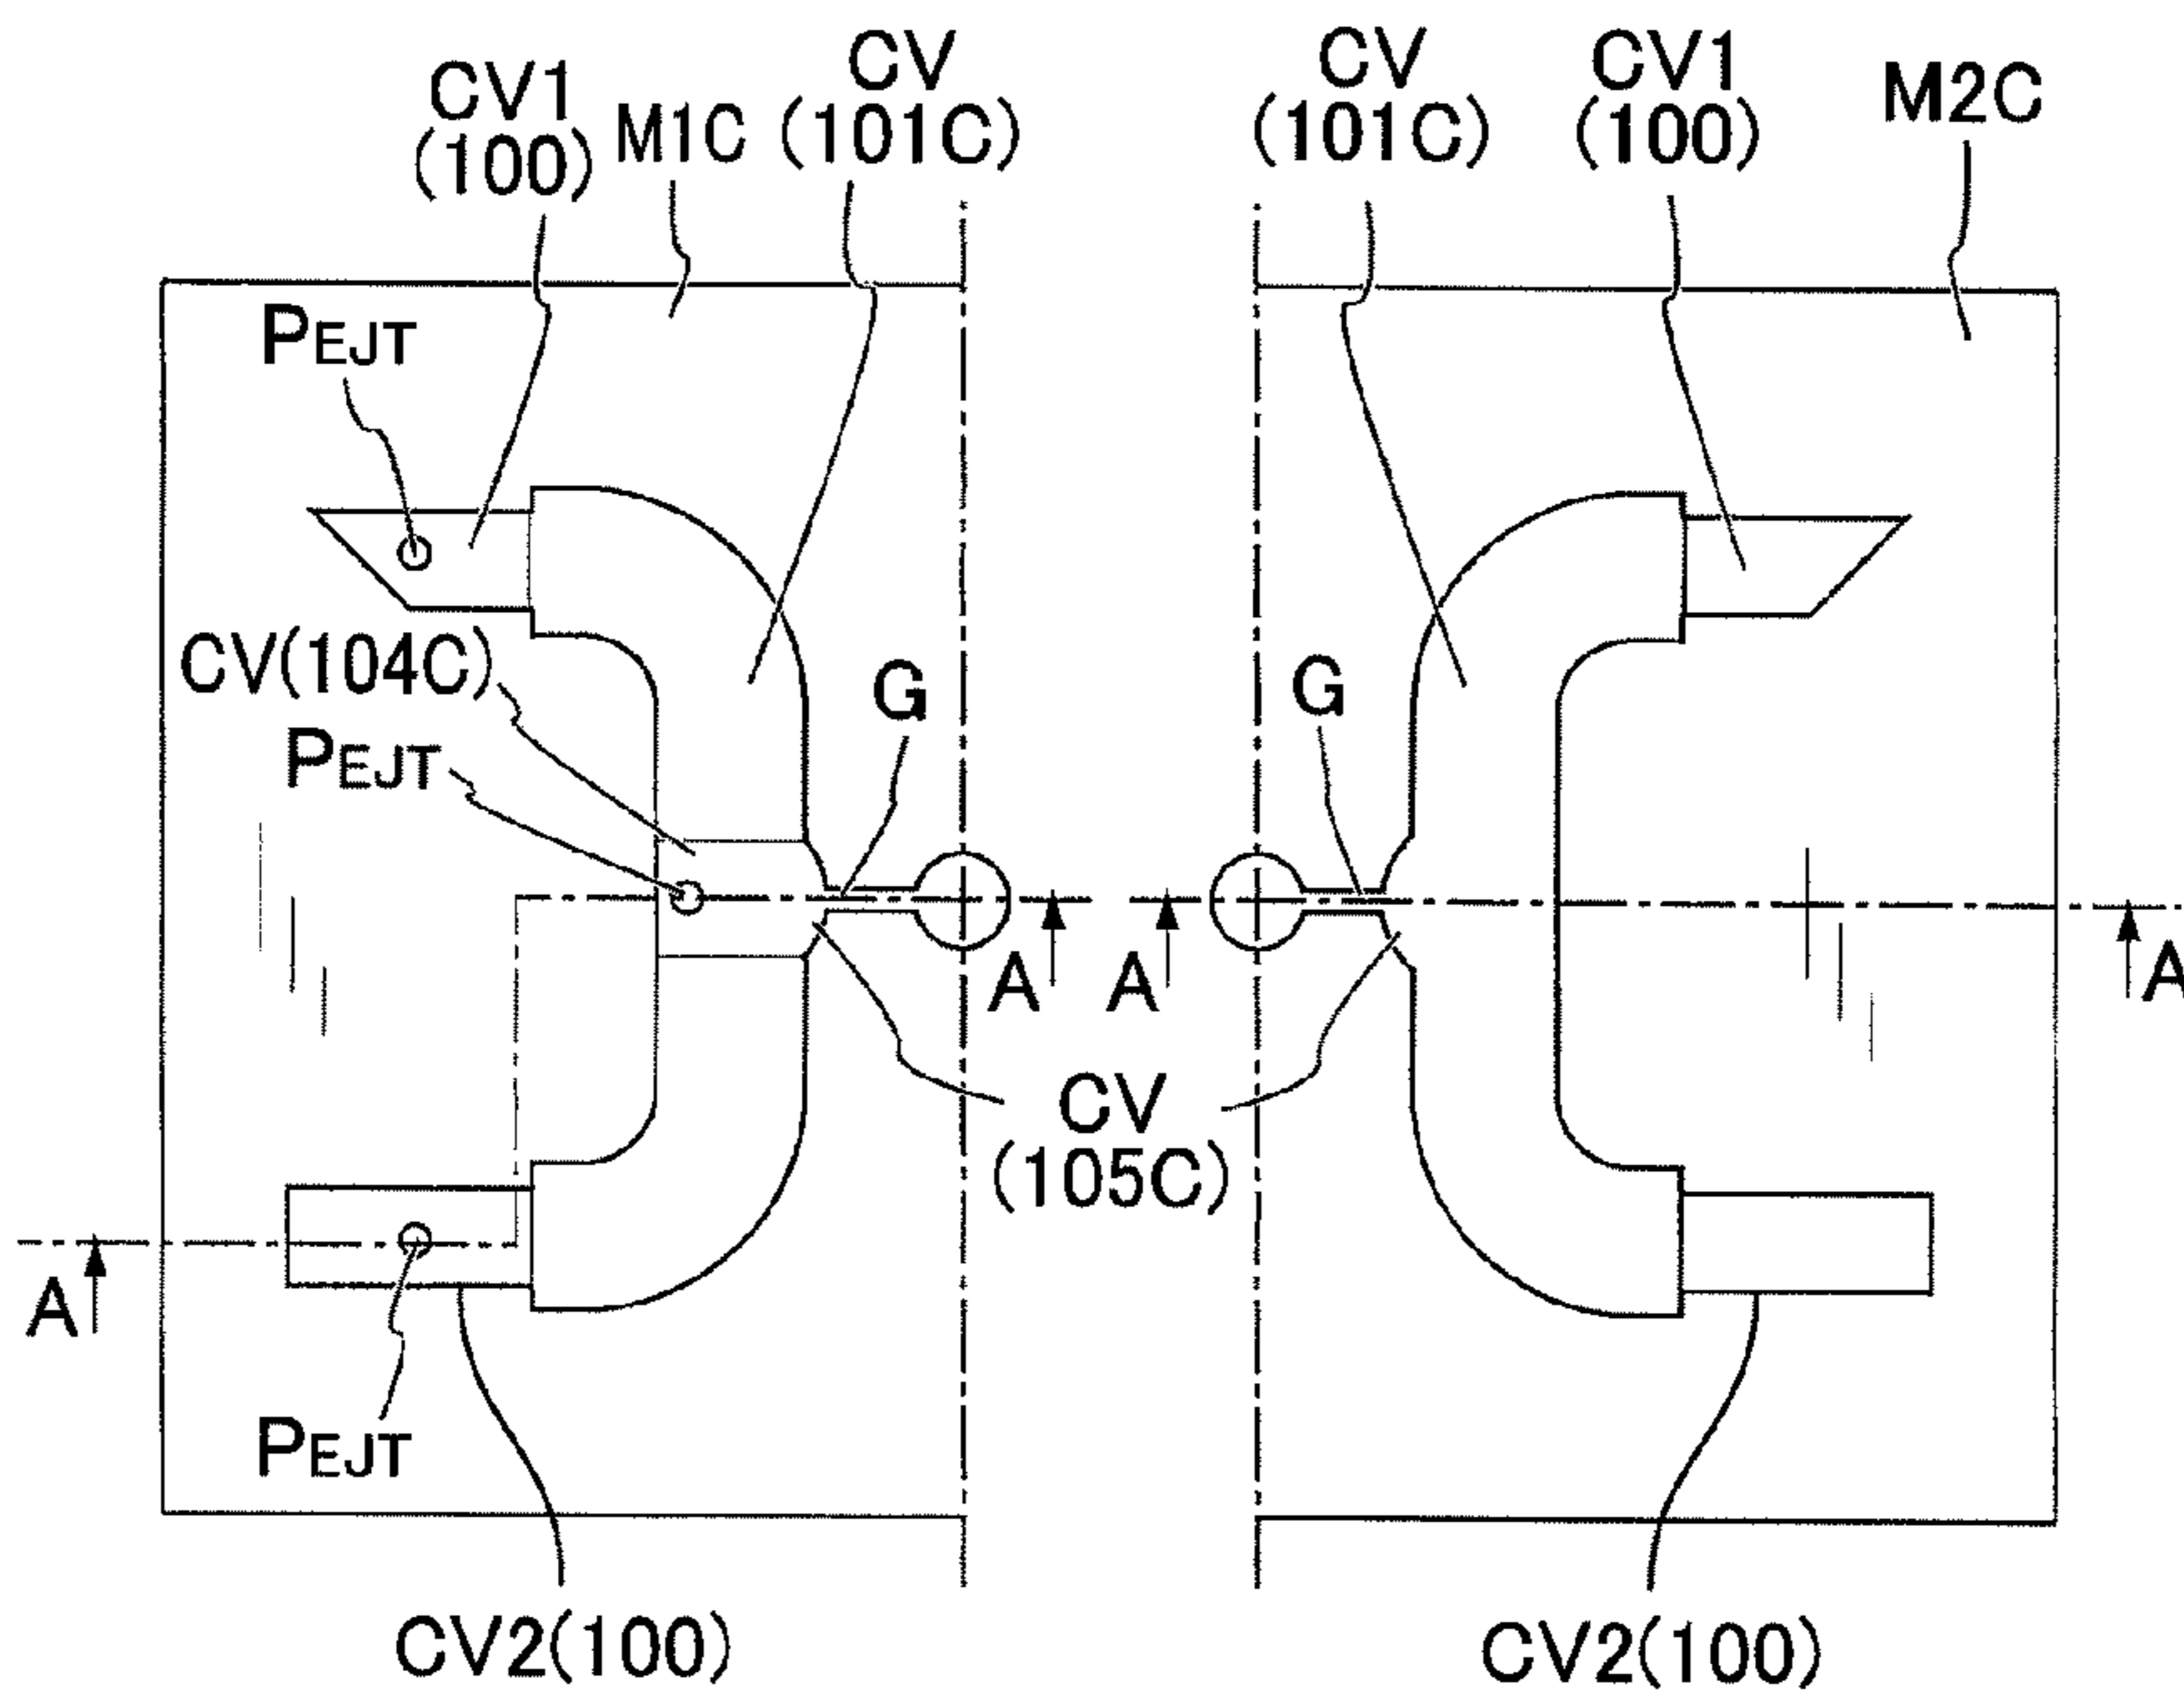 CV1
(100)
M1C
CV
(101C)
CV
(101C)
CV1
(100)
M2C
PEJT
CV(104C)
G
G
PEJT
A
A
A
CV
(105C)
A
PEJT
CV2(100)
CV2(100)